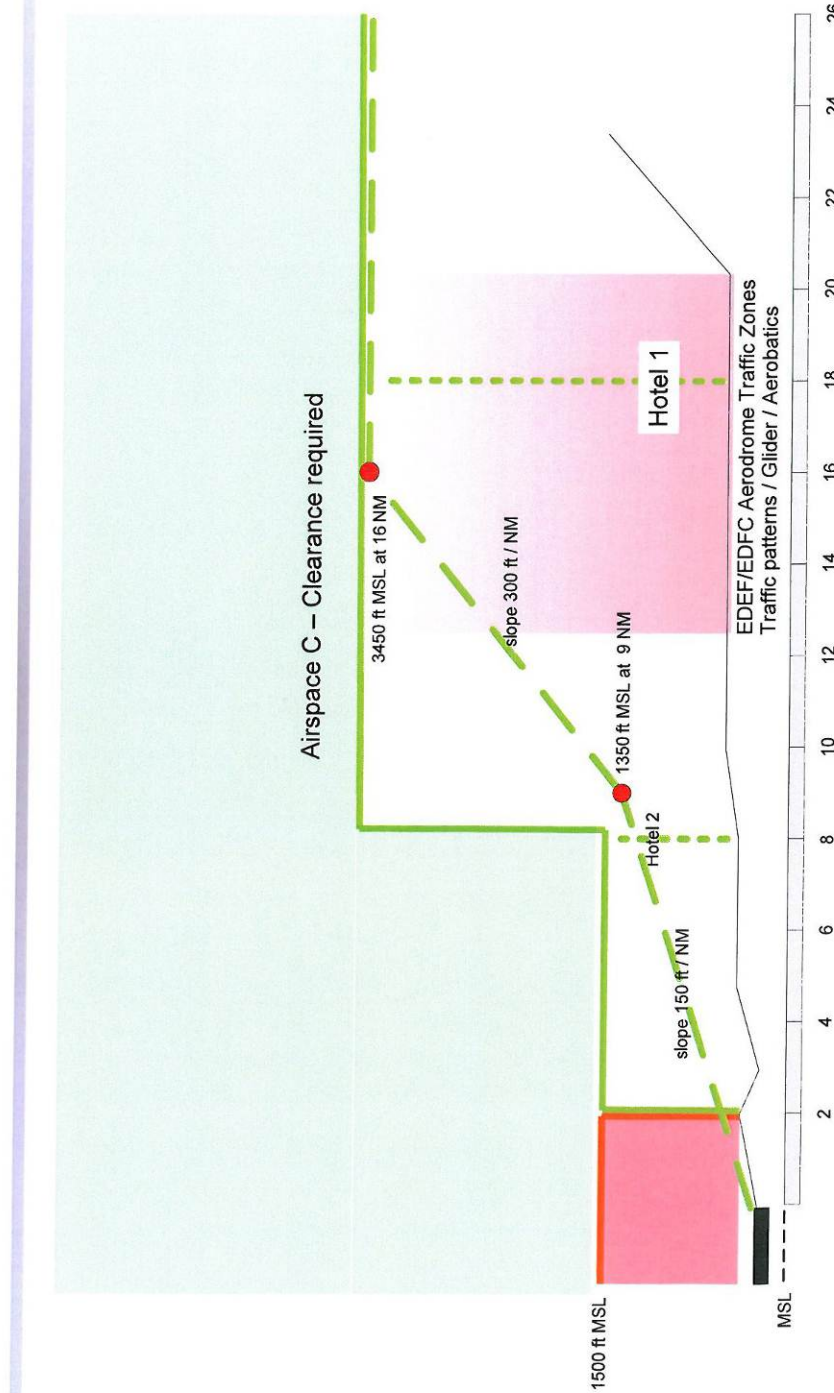 Airspace C – Clearance required
3450 ft MSL at 16 NM
slope 300 ft / NM
Hotel 1
1350 ft MSL at 9 NM
Hotel 2
slope 150 ft / NM
EDEF/EDFC Aerodrome Traffic Zones
Traffic patterns / Glider / Aerobatics
1500 ft MSL
MSL
2
4
6
8
10
12
14
16
18
20
22
24
26